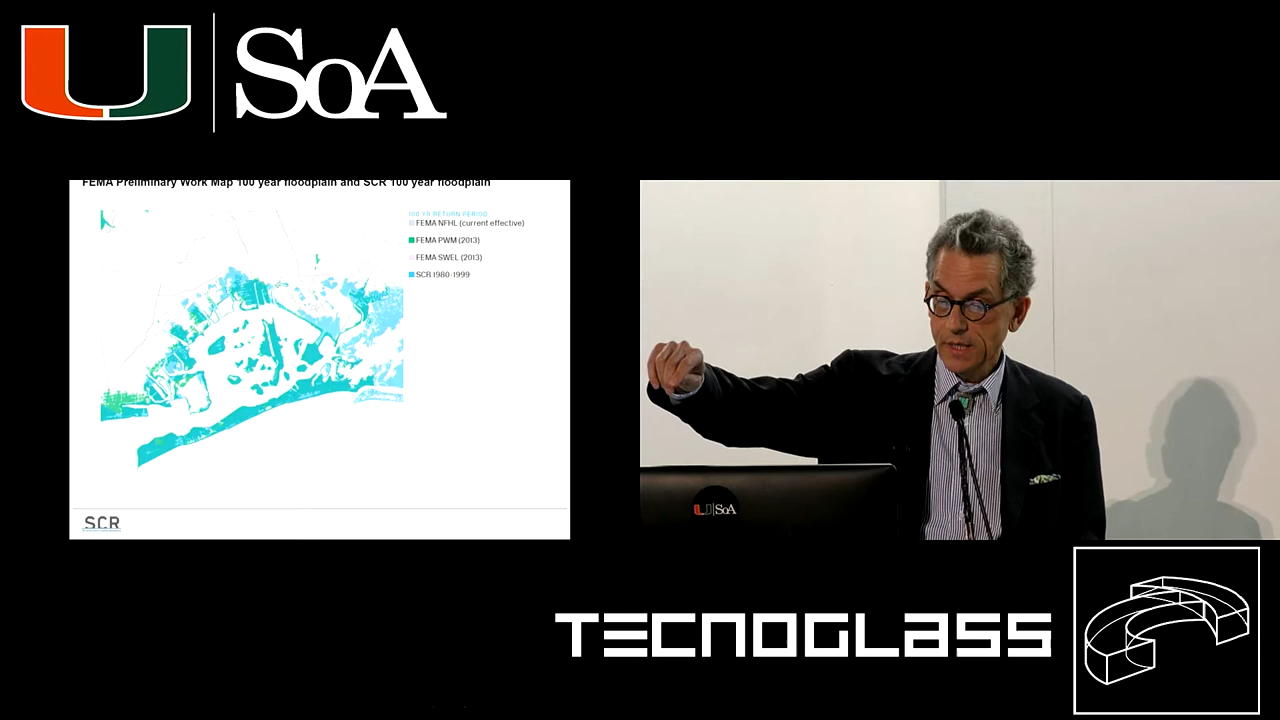 U SoA
FEMA Preliminary Work Map 100 year floodplain and SCR 100 year floodplain
100 YR RETURN PERIOD
FEMA NFHL (current effective)
FEMA PWM (2013)
FEMA SWEL (2013)
SCR 1980-1999
SCR
U SoA
TECNOGLASS